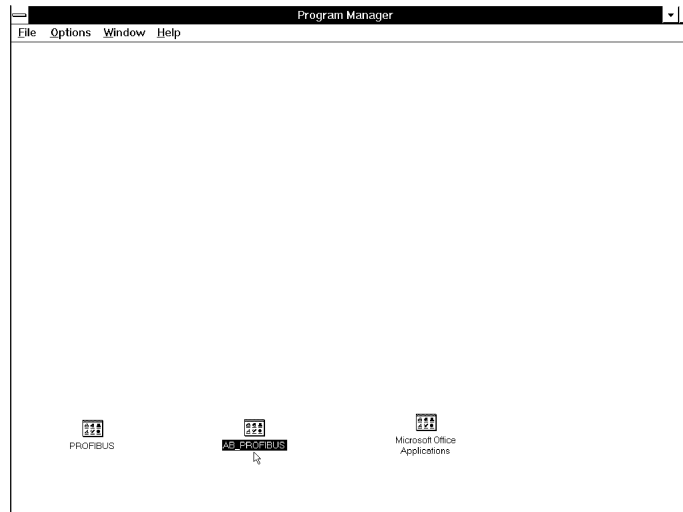 Program Manager
File Options Window Help
PROFIBUS
AB_PROFIBUS
Microsoft Office
Applications